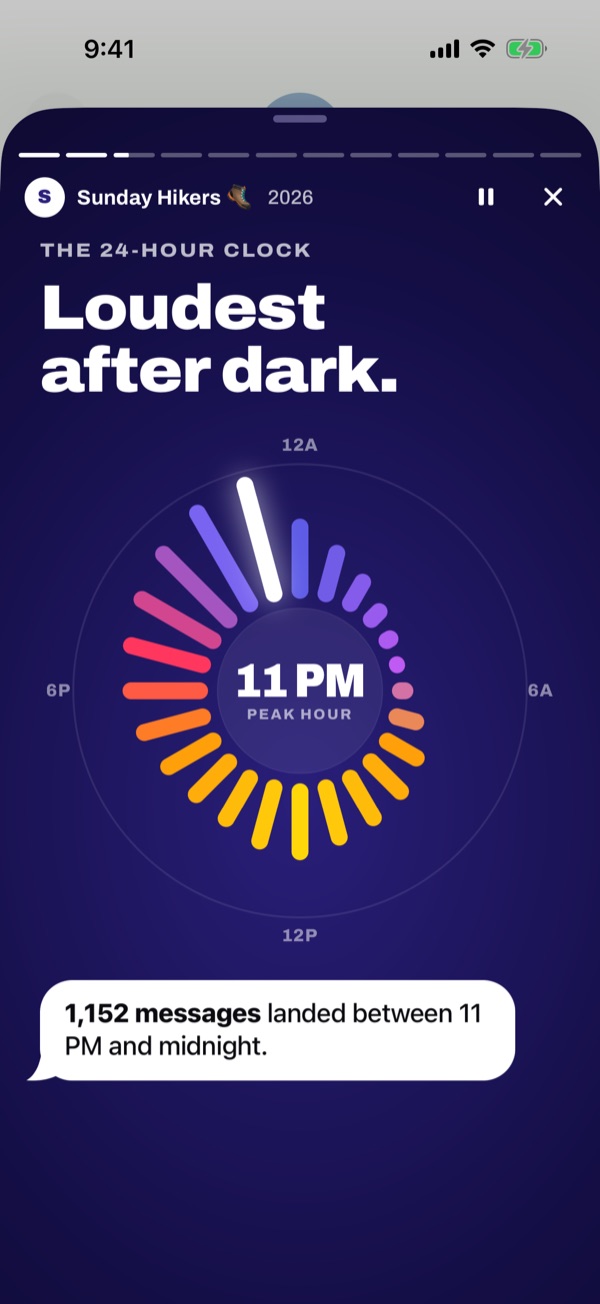 9:41
S
Sunday Hikers 🥾 2026
THE 24-HOUR CLOCK
Loudest
after dark.
12A
11 PM
PEAK HOUR
6P
6A
12P
1,152 messages landed between 11
PM and midnight.